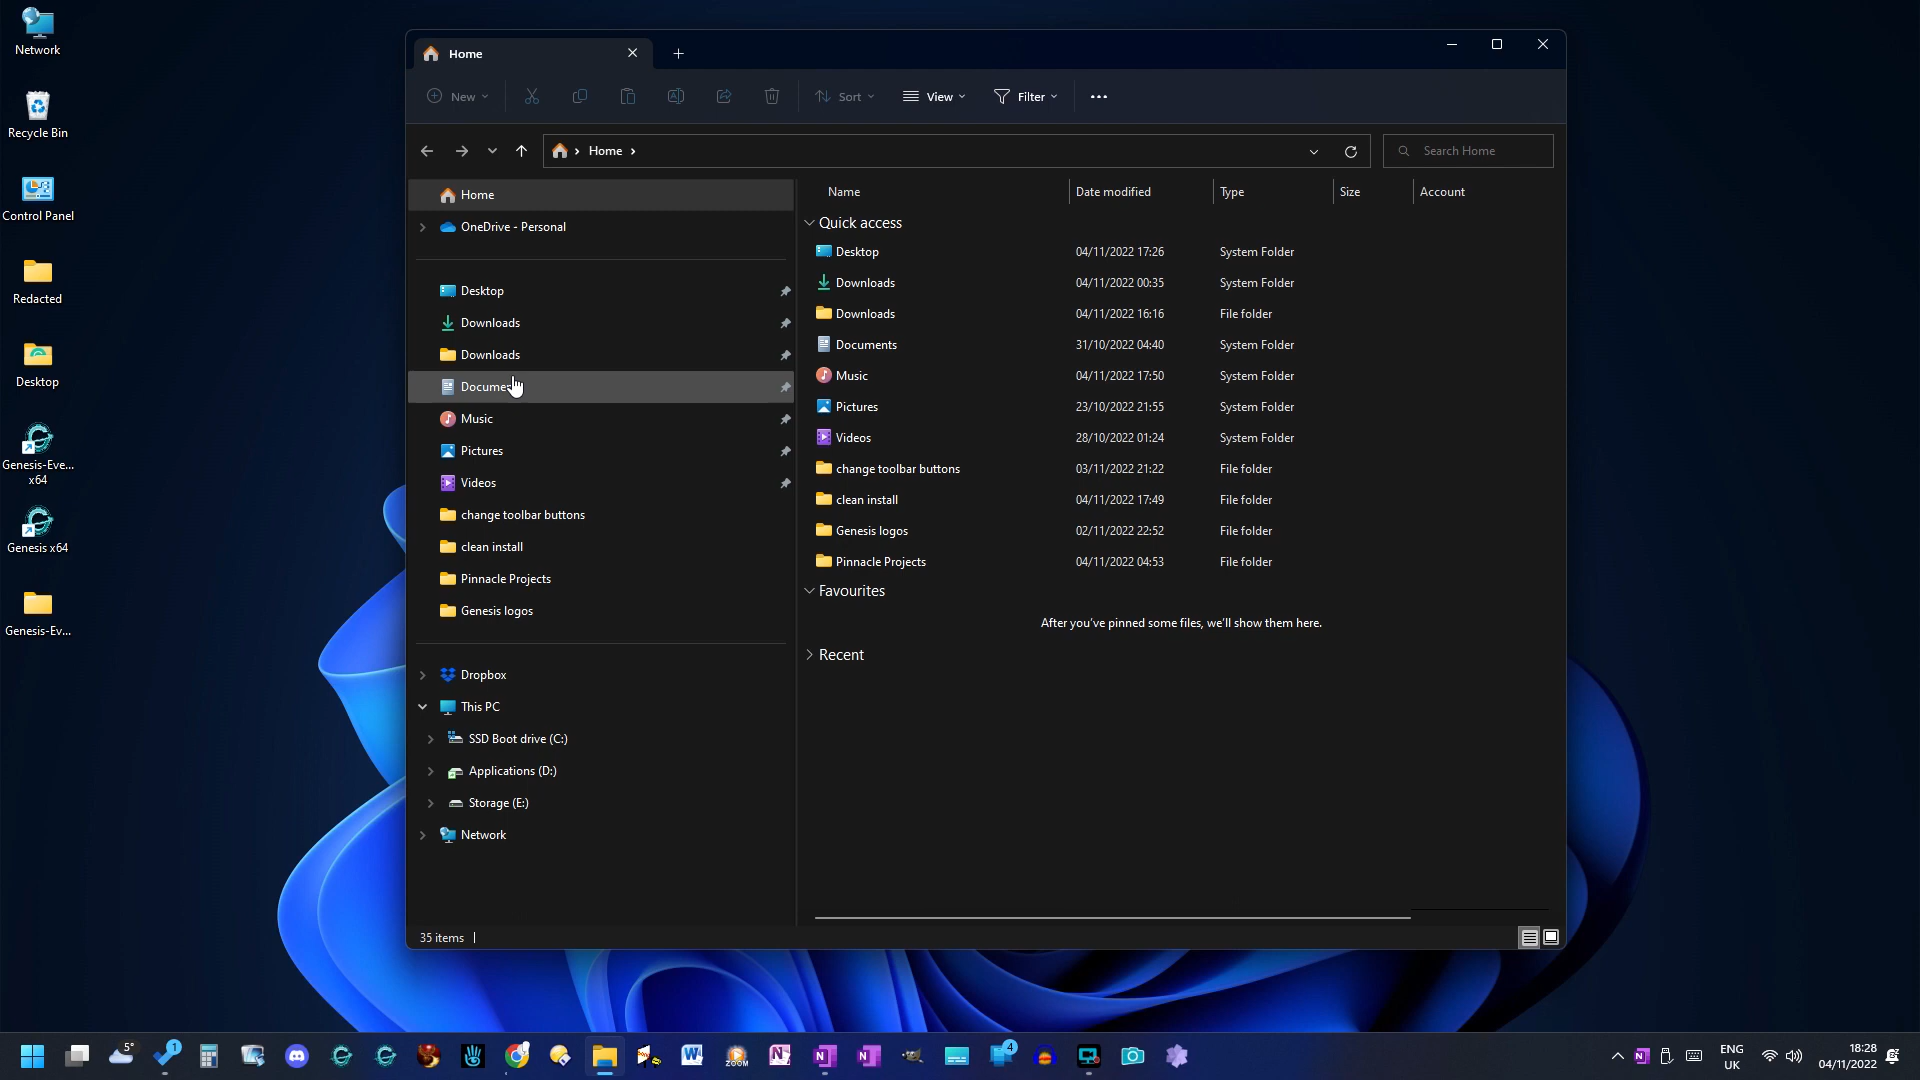 Network
Recycle Bin
Control Panel
Redacted
Desktop
Genesis-Eve...
x64
Genesis x64
Genesis-Ev...
Home
New
Sort
View
Filter
Home
Search Home
Home
OneDrive - Personal
Desktop
Downloads
Downloads
Music
Pictures
Videos
change toolbar buttons
clean install
Pinnacle Projects
Genesis logos
Dropbox
This PC
SSD Boot drive (C:)
Applications (D:)
Storage (E:)
Network
Name Date modified Type Size Account
Quick access
Desktop 04/11/2022 17:26 System Folder
Downloads 04/11/2022 00:35 System Folder
Downloads 04/11/2022 16:16 File folder
Documents 31/10/2022 04:40 System Folder
Music 04/11/2022 17:50 System Folder
Pictures 23/10/2022 21:55 System Folder
Videos 28/10/2022 01:24 System Folder
change toolbar buttons 03/11/2022 21:22 File folder
clean install 04/11/2022 17:49 File folder
Genesis logos 02/11/2022 22:52 File folder
Pinnacle Projects 04/11/2022 04:53 File folder
Favourites
After you've pinned some files, we'll show them here.
Recent
35 items
5°
1
ZOOM
4
ENG
UK
18:28
04/11/2022